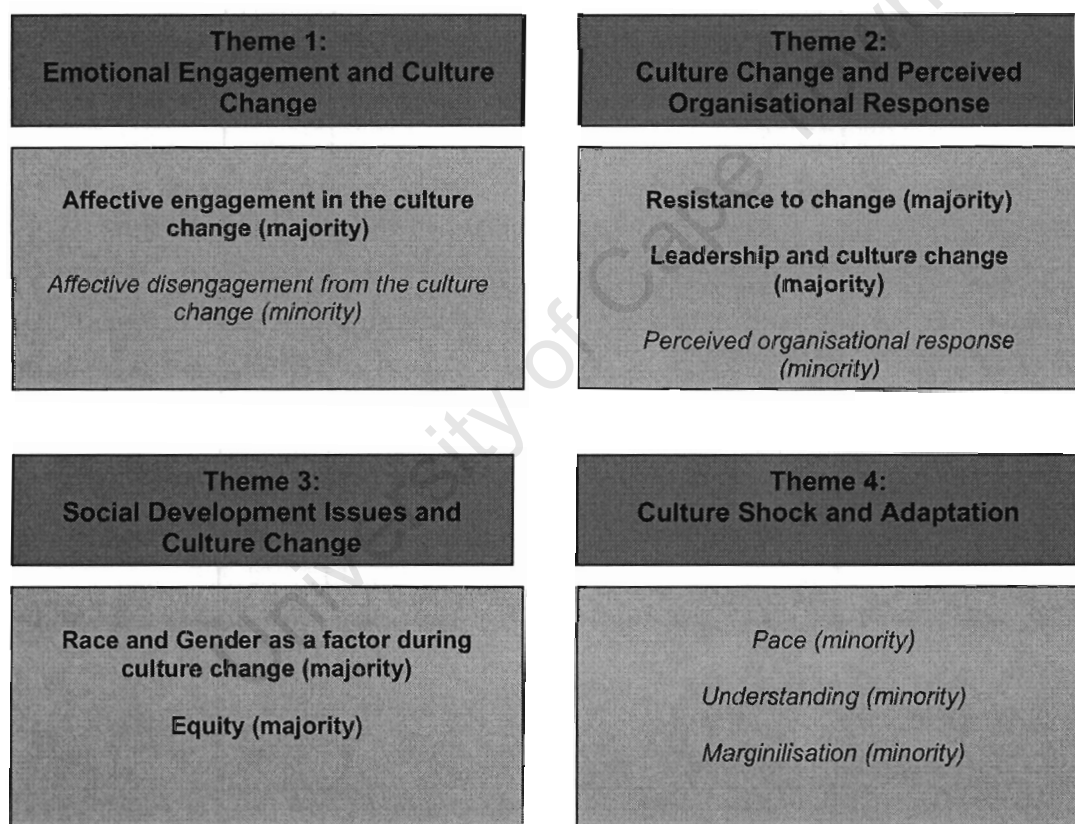 Theme 1:
Emotional Engagement and Culture
Change
Affective engagement in the culture
change (majority)
Affective disengagement from the culture
change (minority)
Theme 2:
Culture Change and Perceived
Organisational Response
Resistance to change (majority)
Leadership and culture change
(majority)
Perceived organisational response
(minority)
Theme 3:
Social Development Issues and
Culture Change
Race and Gender as a factor during
culture change (majority)
Equity (majority)
Theme 4:
Culture Shock and Adaptation
Pace (minority)
Understanding (minority)
Marginilisation (minority)
University of Cape